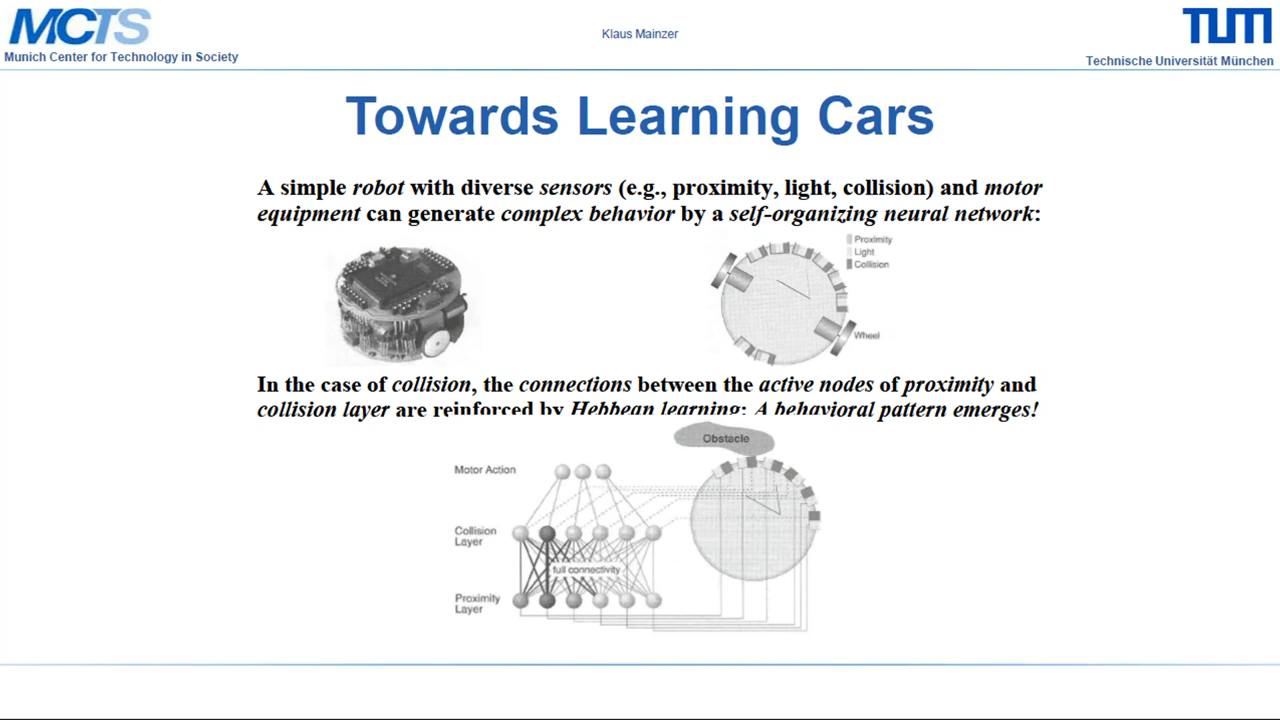 MCTS
Munich Center for Technology in Society
Klaus Mainzer
TUM
Technische Universität München
Towards Learning Cars
A simple robot with diverse sensors (e.g., proximity, light, collision) and motor
equipment can generate complex behavior by a self-organizing neural network:
Proximity
Light
Collision
Wheel
In the case of collision, the connections between the active nodes of proximity and
collision layer are reinforced by Hebbean learning: A behavioral pattern emerges!
Obstacle
Motor Action
Collision
Layer
full connectivity
Proximity
Layer